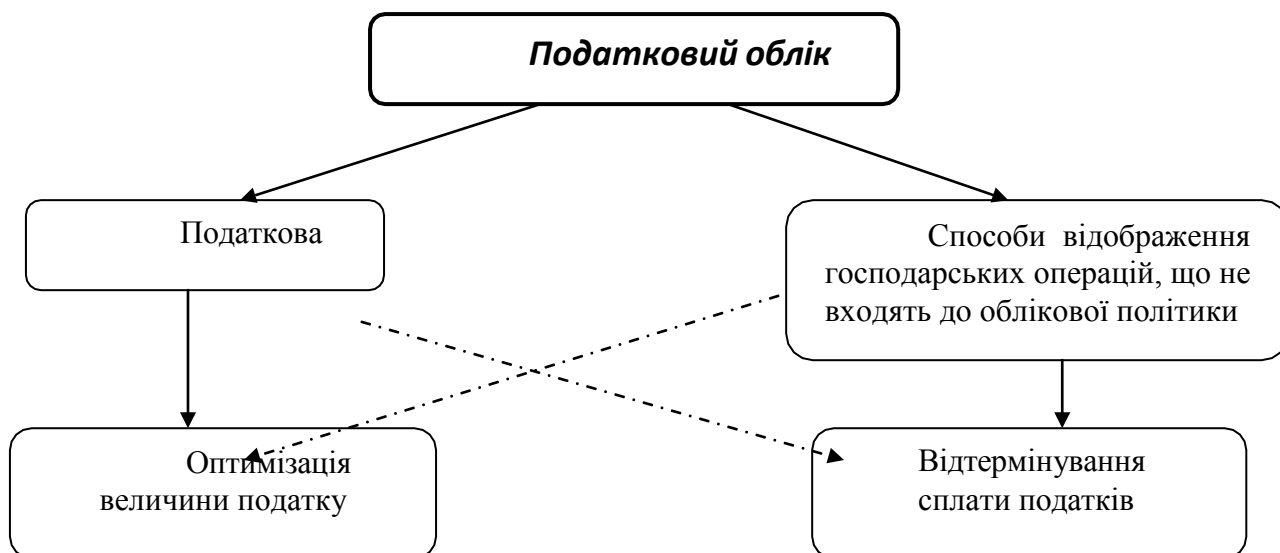 Податковий облік
Податкова
Способи відображення
господарських операцій, що не
входять до облікової політики
Оптимізація
величини податку
Відтермінування
сплати податків